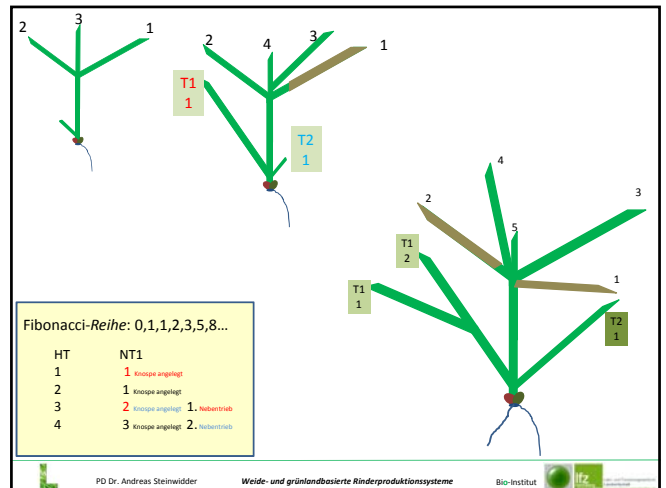 2
3
1
2
4
3
1
T1
1
T2
1
4
2
3
5
T1
2
T1
1
1
T2
1
Fibonacci-Reihe: 0,1,1,2,3,5,8…
HT NT1
1 1 Knospe angelegt
2 1 Knospe angelegt
3 2 Knospe angelegt 1. Nebentrieb
4 3 Knospe angelegt 2. Nebentrieb
PD Dr. Andreas Steinwidder Weide- und grünlandbasierte Rinderproduktionssysteme Bio-Institut
lfz